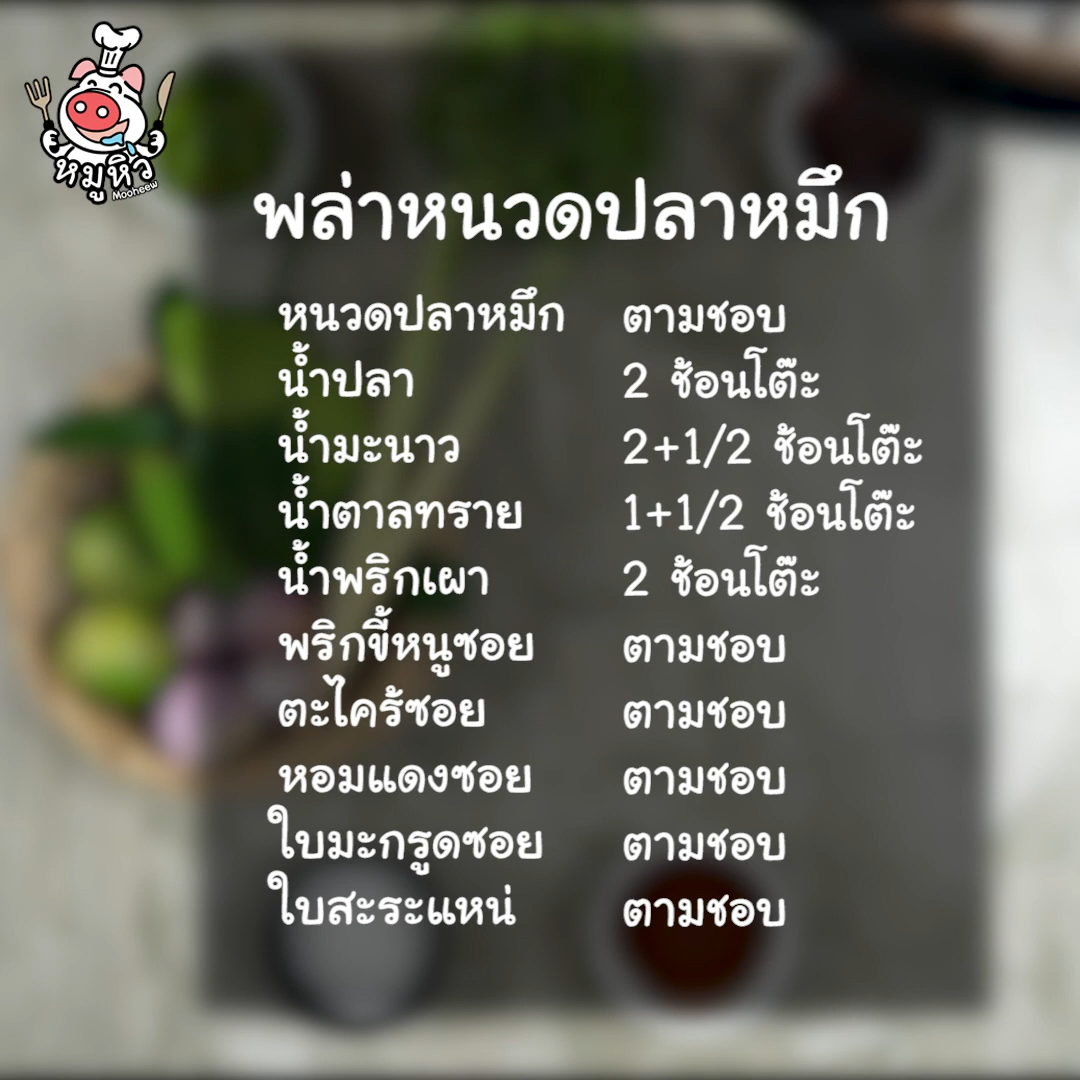 หมูหิว
Mooheew
พล่าหนวดปลาหมึก
หนวดปลาหมึก ตามชอบ
น้ำปลา 2 ช้อนโต๊ะ
น้ำมะนาว 2+1/2 ช้อนโต๊ะ
น้ำตาลทราย 1+1/2 ช้อนโต๊ะ
น้ำพริกเผา 2 ช้อนโต๊ะ
พริกขี้หนูซอย ตามชอบ
ตะไคร้ซอย ตามชอบ
หอมแดงซอย ตามชอบ
ใบมะกรูดซอย ตามชอบ
ใบสะระแหน่ ตามชอบ